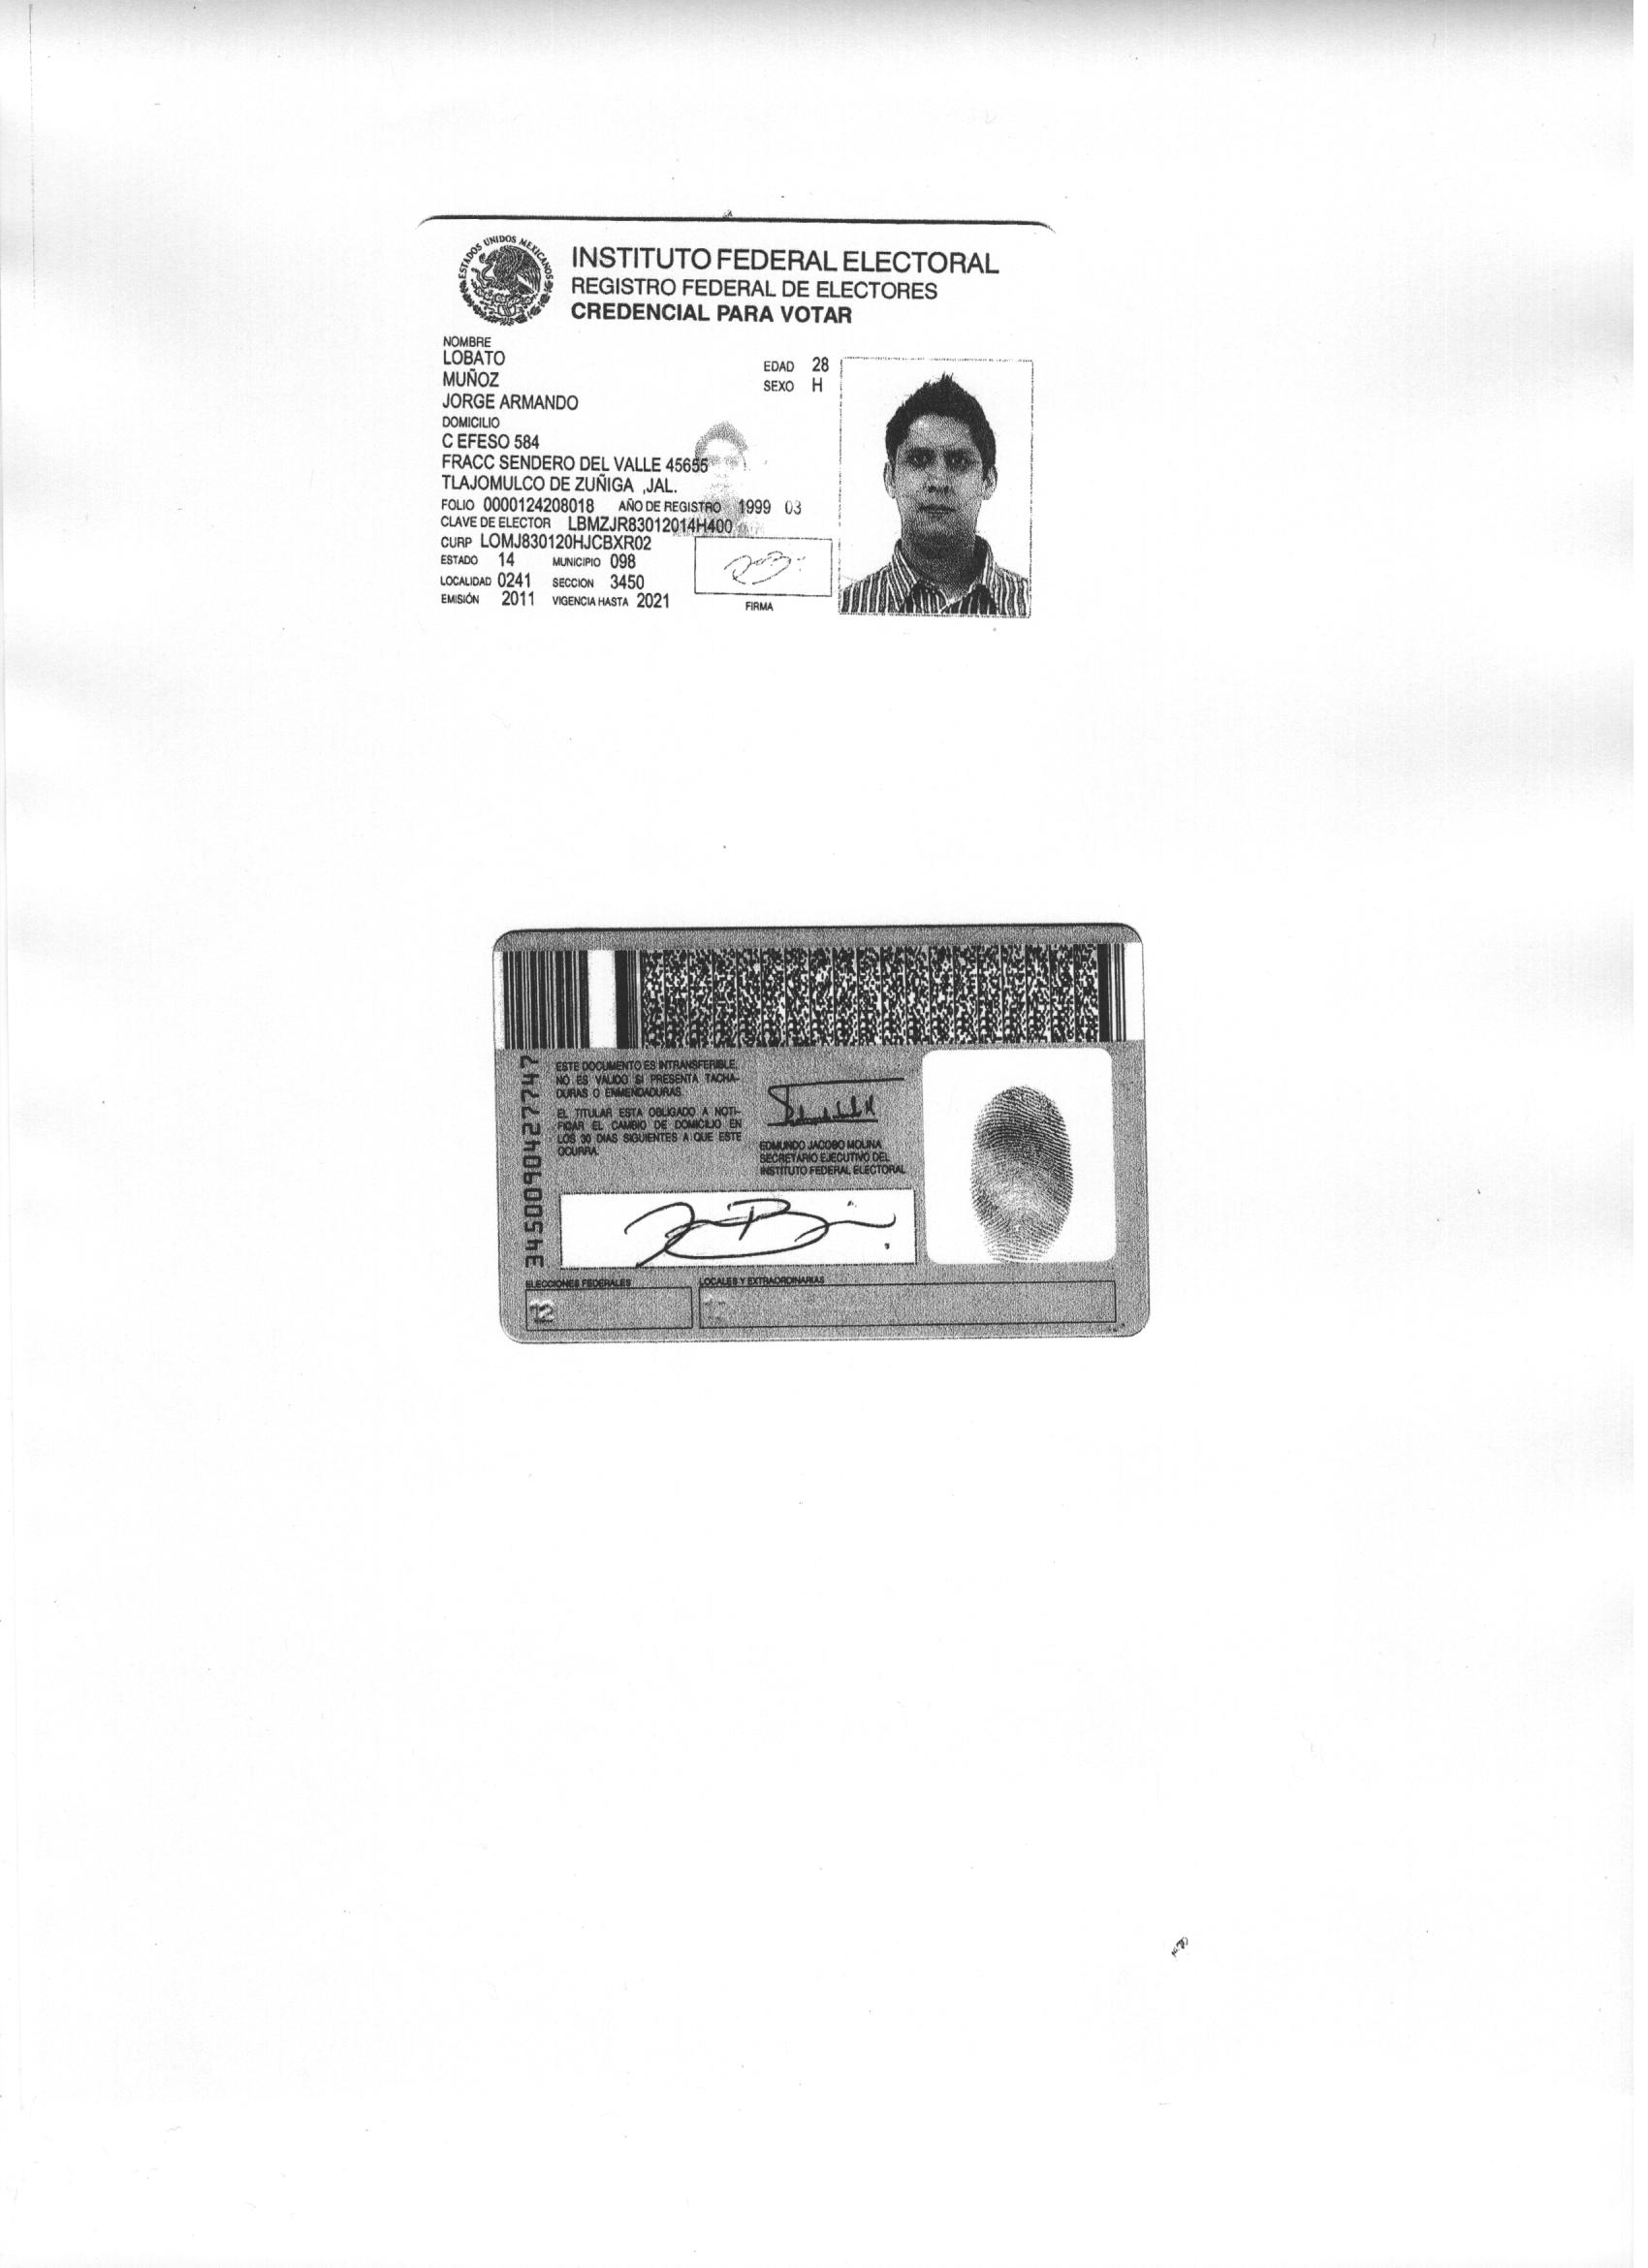 ESTADOS UNIDOS MEXICANOS
INSTITUTO FEDERAL ELECTORAL
REGISTRO FEDERAL DE ELECTORES
CREDENCIAL PARA VOTAR
NOMBRE
LOBATO
MUÑOZ
JORGE ARMANDO
EDAD 28
SEXO H
DOMICILIO
C EFESO 584
FRACC SENDERO DEL VALLE 45655
TLAJOMULCO DE ZUÑIGA ,JAL.
FOLIO 0000124208018 AÑO DE REGISTRO 1999 03
CLAVE DE ELECTOR LBMZJR83012014H400
CURP LOMJ830120HJCBXR02
ESTADO 14 MUNICIPIO 098
LOCALIDAD 0241 SECCION 3450
EMISIÓN 2011 VIGENCIA HASTA 2021
FIRMA
3450090427747
ESTE DOCUMENTO ES INTRANSFERIBLE,
NO ES VALIDO SI PRESENTA TACHA-
DURAS O ENMENDADURAS.
EL TITULAR ESTA OBLIGADO A NOTI-
FICAR EL CAMBIO DE DOMICILIO EN
LOS 30 DIAS SIGUIENTES A QUE ESTE
OCURRA.
EDMUNDO JACOBO MOLINA
SECRETARIO EJECUTIVO DEL
INSTITUTO FEDERAL ELECTORAL
ELECCIONES FEDERALES
LOCALES Y EXTRAORDINARIAS
12